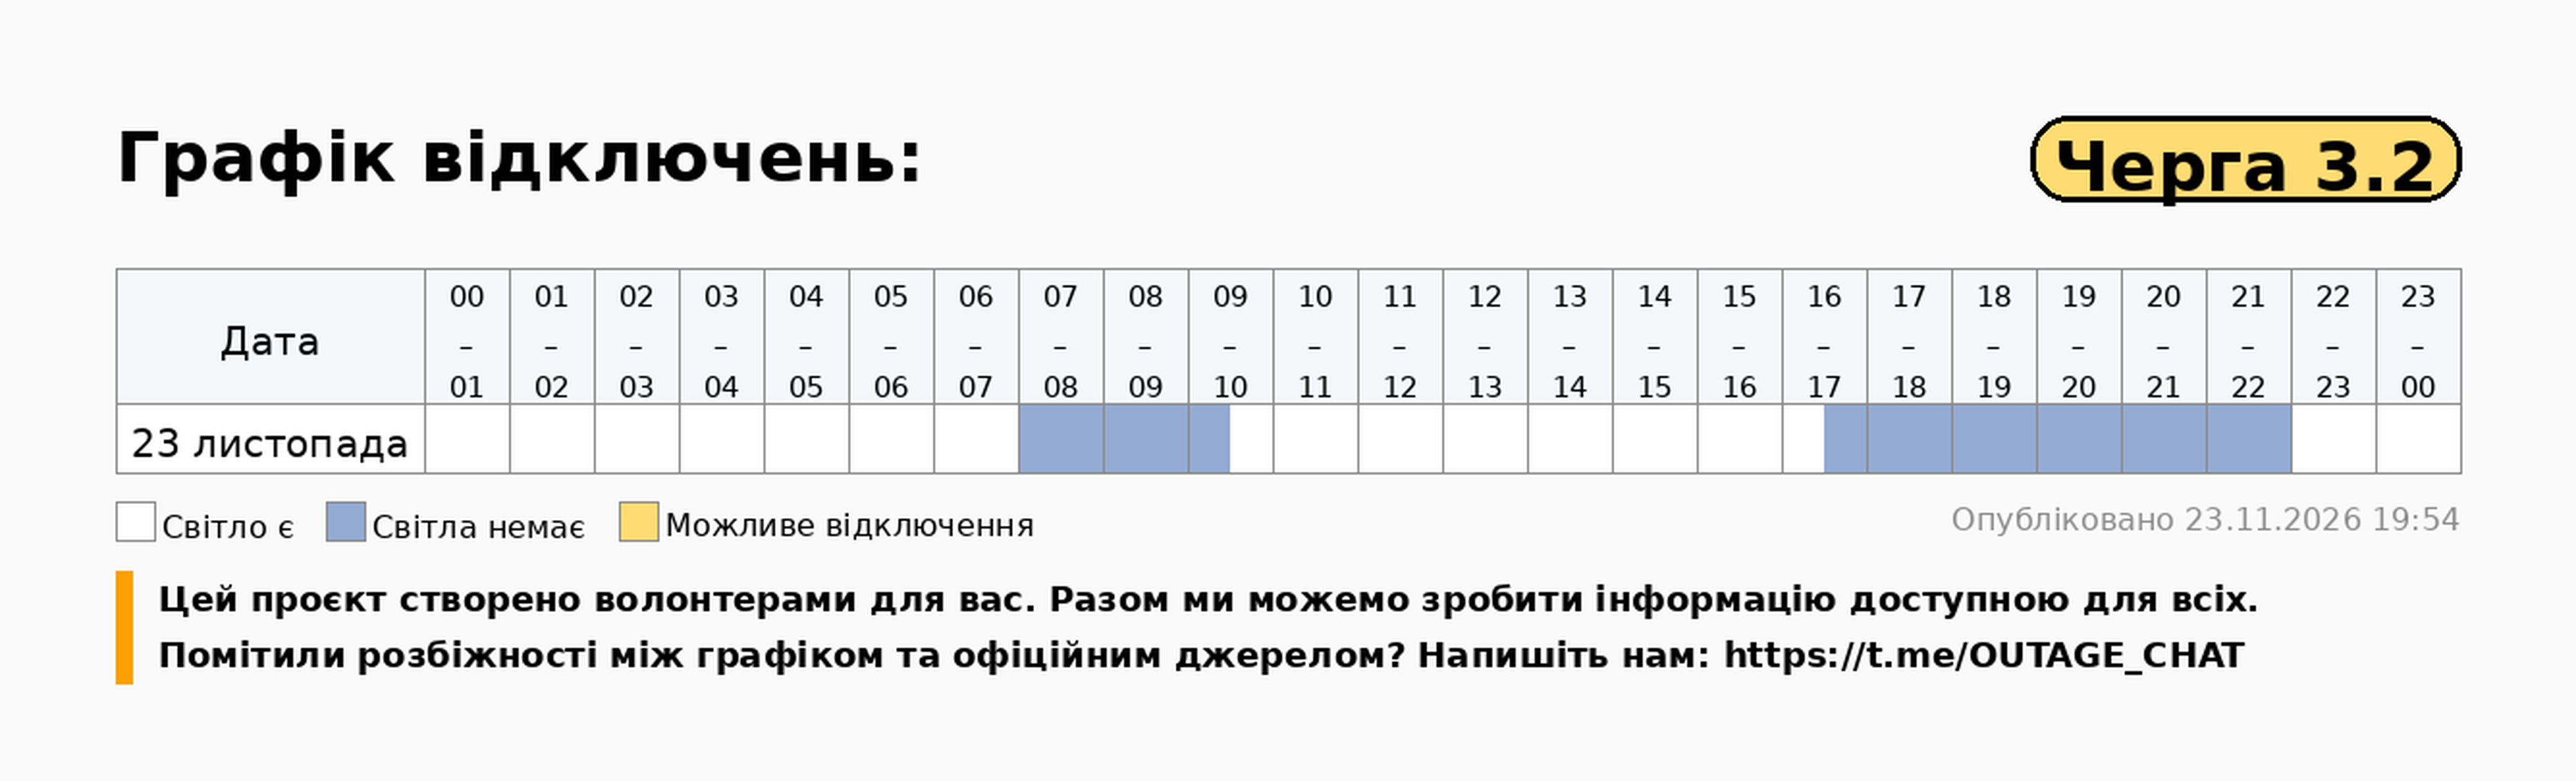 Графік відключень:
Черга 3.2
Дата
00 – 01
01 – 02
02 – 03
03 – 04
04 – 05
05 – 06
06 – 07
07 – 08
08 – 09
09 – 10
10 – 11
11 – 12
12 – 13
13 – 14
14 – 15
15 – 16
16 – 17
17 – 18
18 – 19
19 – 20
20 – 21
21 – 22
22 – 23
23 – 00
23 листопада
Світло є
Світла немає
Можливе відключення
Опубліковано 23.11.2026 19:54
Цей проєкт створено волонтерами для вас. Разом ми можемо зробити інформацію доступною для всіх.
Помітили розбіжності між графіком та офіційним джерелом? Напишіть нам: https://t.me/OUTAGE_CHAT